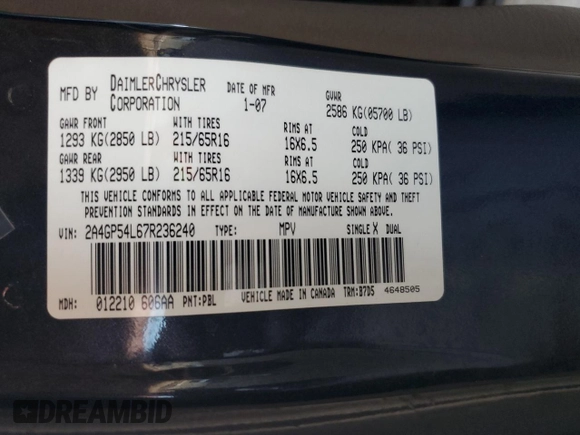 MFD BY DAIMLERCHRYSLER CORPORATION DATE OF MFR 1-07 GVWR 2586 KG(05700 LB)
GAWR FRONT WITH TIRES RIMS AT COLD
1293 KG(2850 LB) 215/65R16 16X6.5 250 KPA( 36 PSI)
GAWR REAR WITH TIRES RIMS AT COLD
1339 KG(2950 LB) 215/65R16 16X6.5 250 KPA( 36 PSI)
THIS VEHICLE CONFORMS TO ALL APPLICABLE FEDERAL MOTOR VEHICLE SAFETY AND THEFT
PREVENTION STANDARDS IN EFFECT ON THE DATE OF MANUFACTURE SHOWN ABOVE.
VIN: 2A4GP54L67R236240 TYPE: MPV SINGLE X DUAL
MDH: 012210 606AA PNT:PBL VEHICLE MADE IN CANADA TRM:B7D5 4648505
DREAMBID